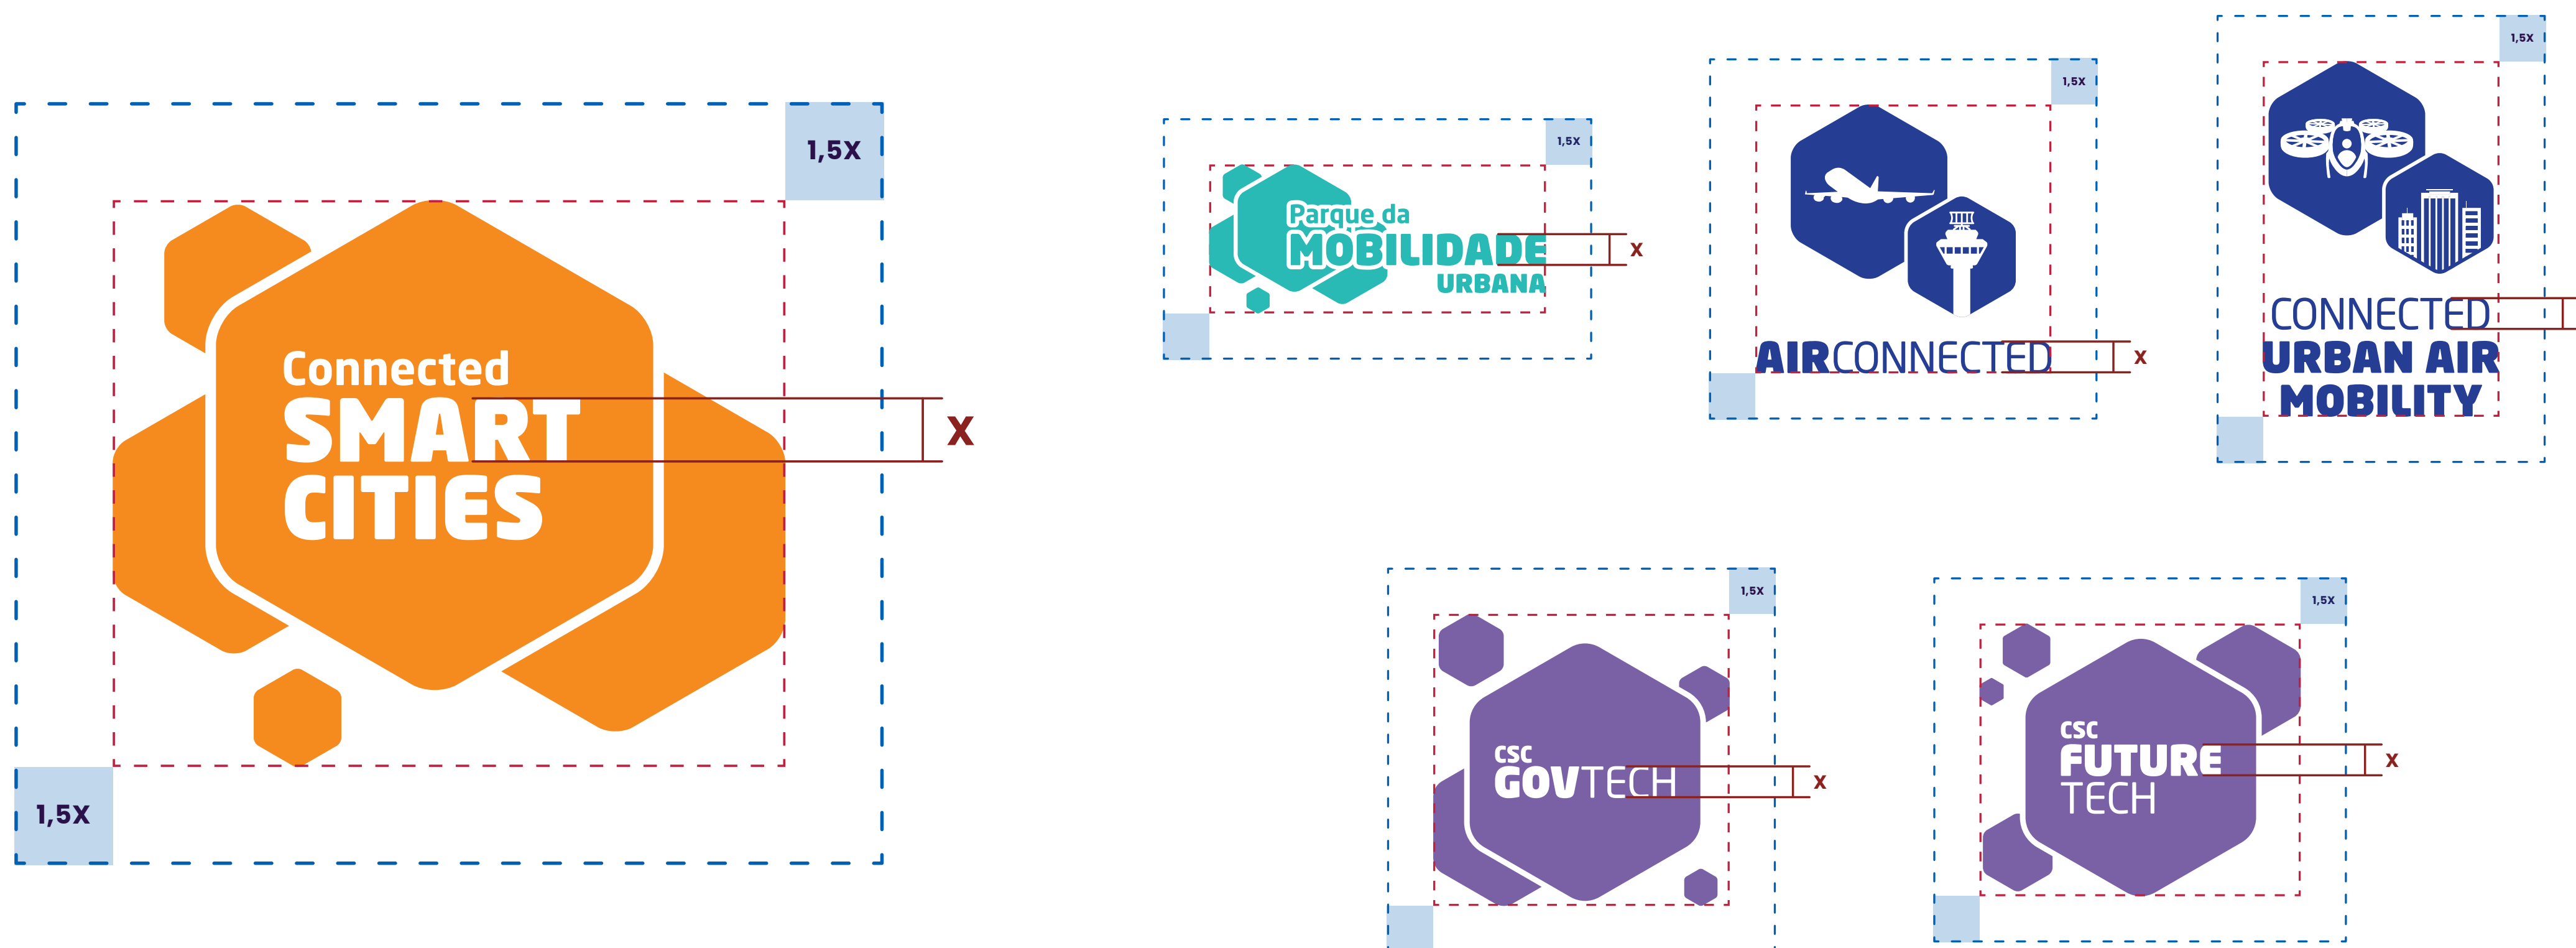 1,5X
Connected
SMART
CITIES
X
1,5X
1,5X
Parque da
MOBILIDADE
URBANA
X
1,5X
AIRCONNECTED
X
1,5X
CONNECTED
URBAN AIR
MOBILITY
1,5X
CSC
GOVTECH
X
1,5X
CSC
FUTURE
TECH
X